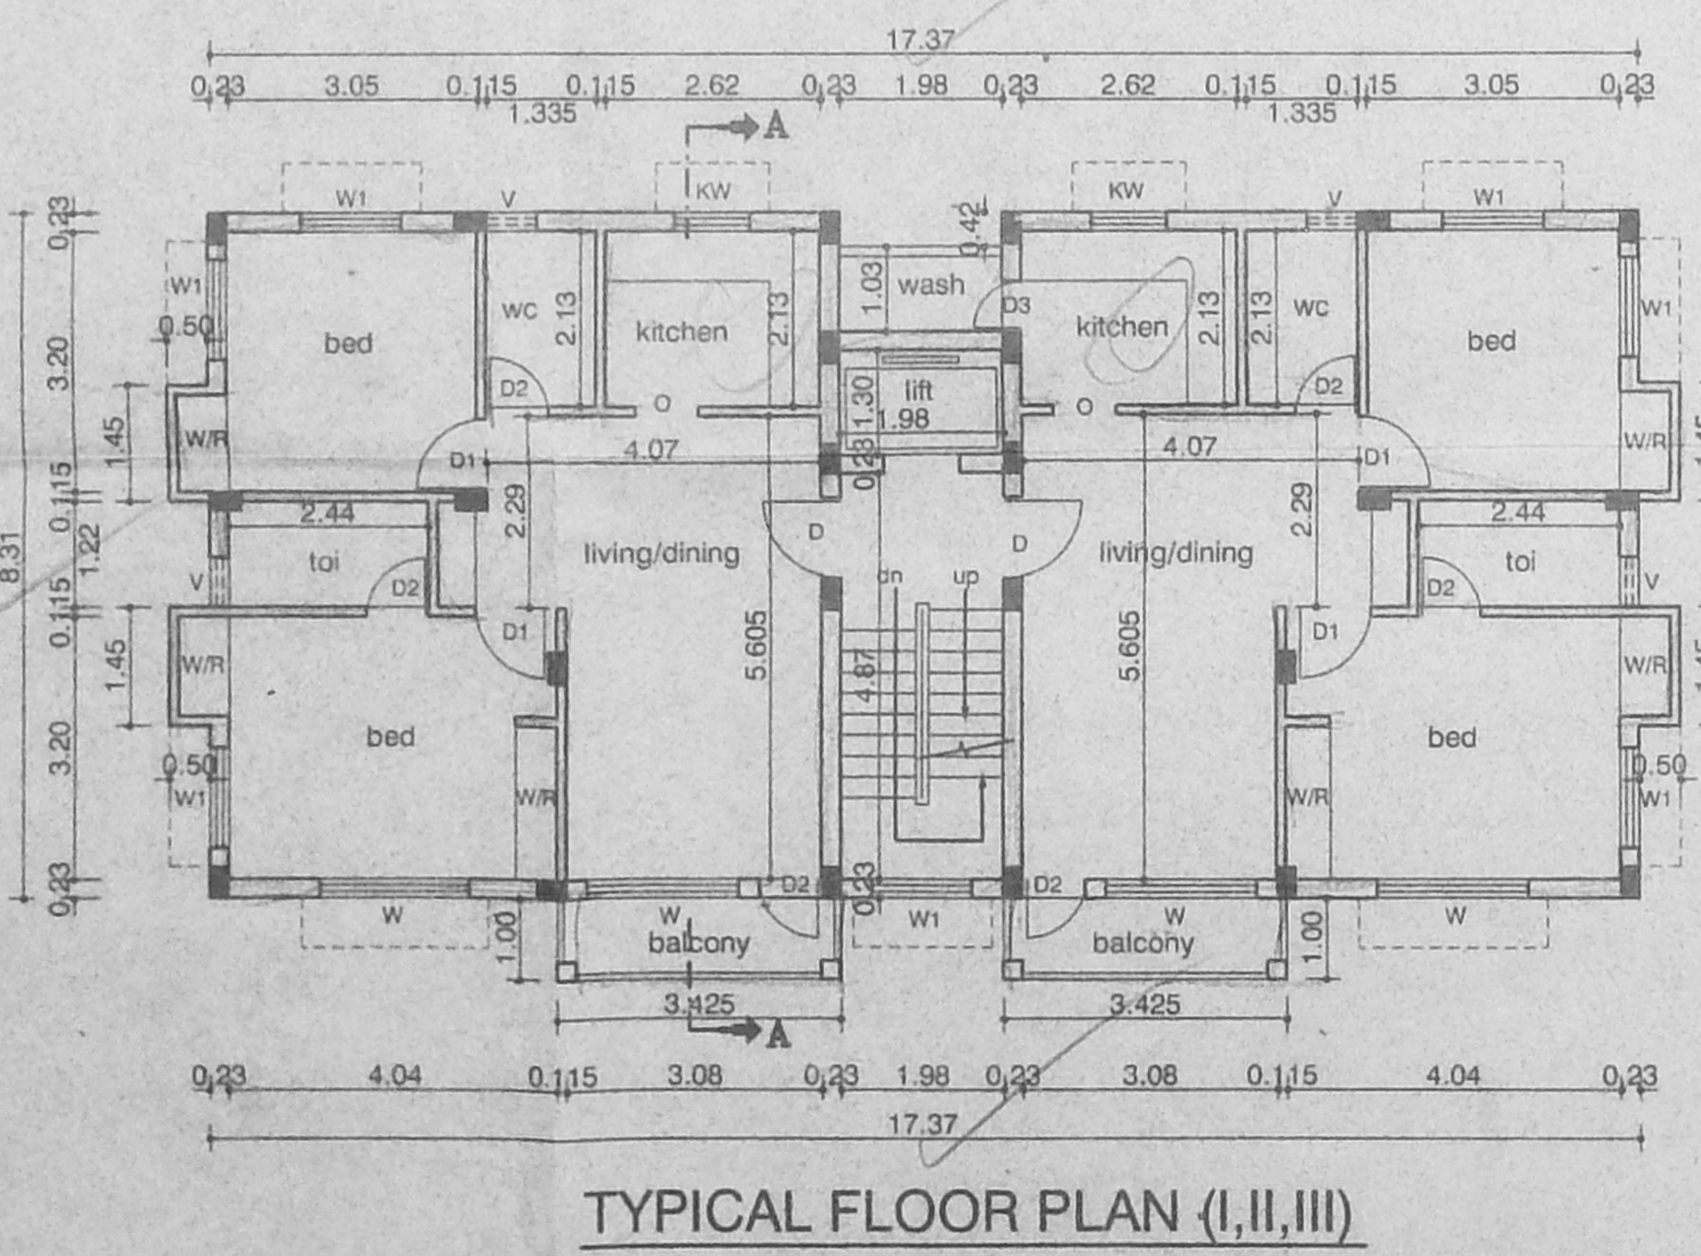 17.37
0.23 3.05 0.115 0.115 2.62 0.23 1.98 0.23 2.62 0.115 0.115 3.05 0.23
1.335 1.335
A
W1 V KW KW V W1
0.23 0.42
W1 wash W1
1.03 D3
0.50 bed WC 2.13 kitchen 2.13 kitchen 2.13 2.13 WC bed
3.20 D2 lift D2
O 1.30 O
1.98
1.45 W/R D1 4.07 0.23 4.07 D1 W/R 1.45
0.115 2.44 2.29 2.29 2.44
8.31 1.22 toi living/dining D D living/dining toi
V D2 dn up D2 V
0.115 D1 5.605 5.605 D1
1.45 W/R 4.87 W/R 1.45
bed bed
3.20 0.50 0.50
W1 W/R W/R W1
0.23 D2 0.23 D2
W W W1 W W
1.00 balcony balcony 1.00
3.425 3.425
A
0.23 4.04 0.115 3.08 0.23 1.98 0.23 3.08 0.115 4.04 0.23
17.37
TYPICAL FLOOR PLAN (I,II,III)